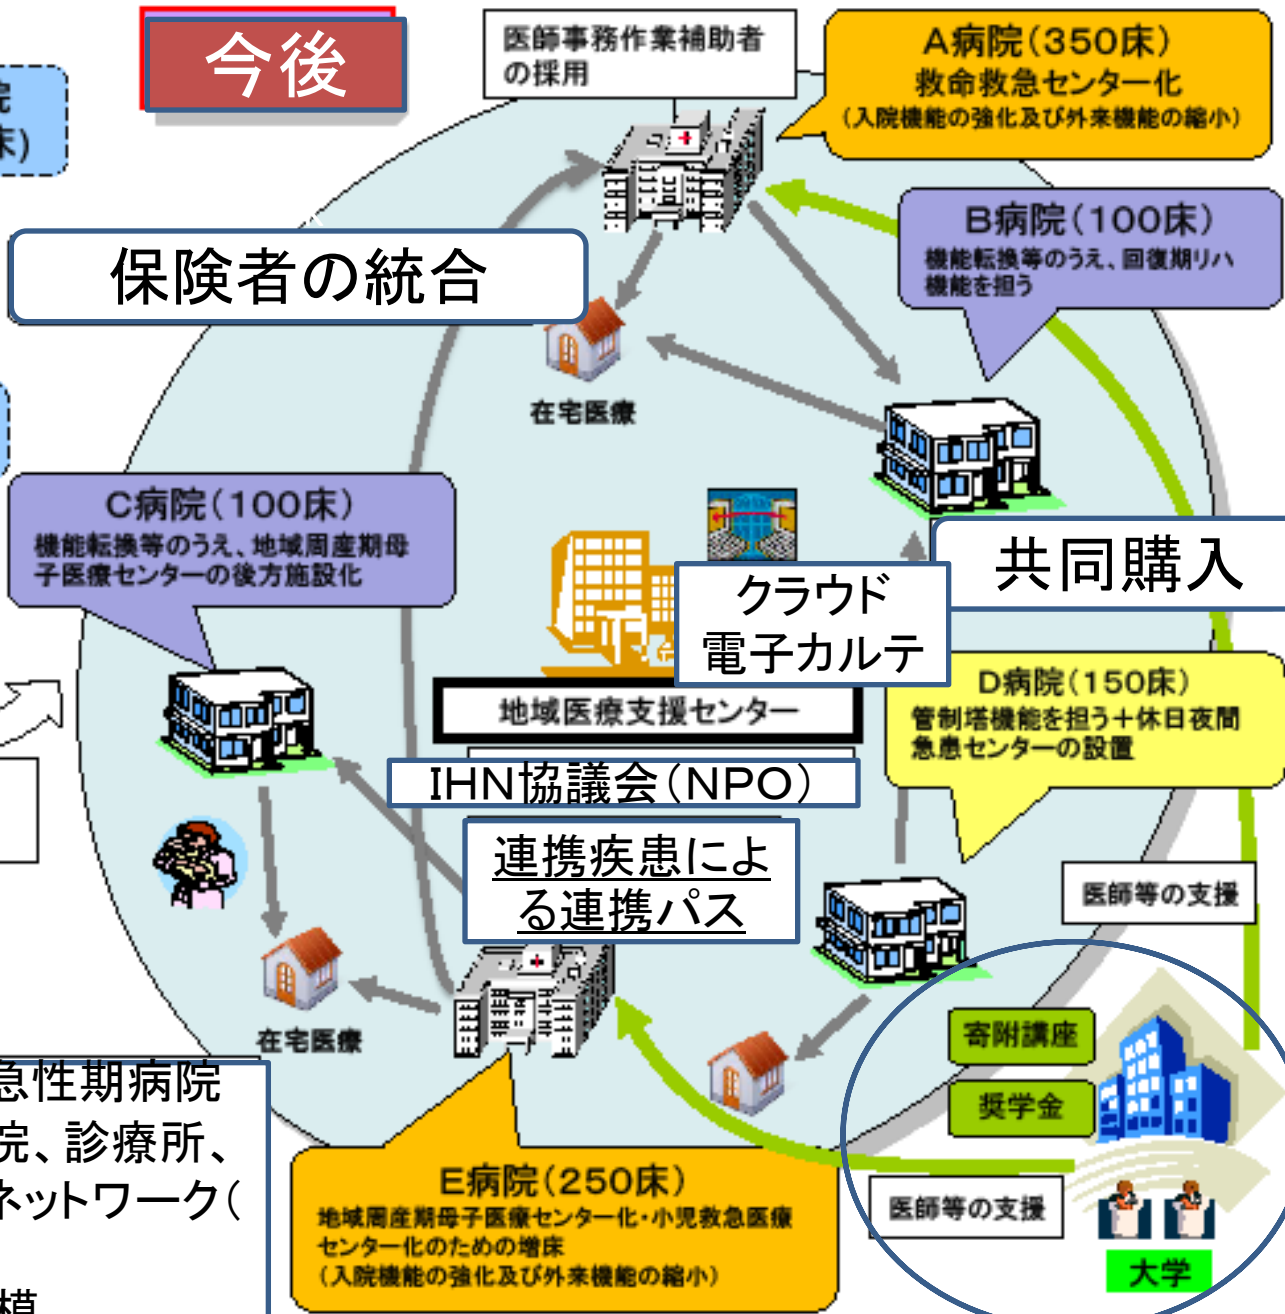 今後
医師事務作業補助者
の採用
A病院(350床)
救命救急センター化
(入院機能の強化及び外来機能の縮小)
院
床)
B病院(100床)
機能転換等のうえ、回復期リハ
機能を担う
保険者の統合
在宅医療
C病院(100床)
機能転換等のうえ、地域周産期母
子医療センターの後方施設化
共同購入
クラウド
電子カルテ
地域医療支援センター
D病院(150床)
管制塔機能を担う+休日夜間
急患センターの設置
IHN協議会(NPO)
連携疾患によ
る連携パス
医師等の支援
在宅医療
寄附講座
奨学金
急性期病院
院、診療所、
ネットワーク(
模
E病院(250床)
地域周産期母子医療センター化・小児救急医療
センター化のための増床
(入院機能の強化及び外来機能の縮小)
医師等の支援
大学